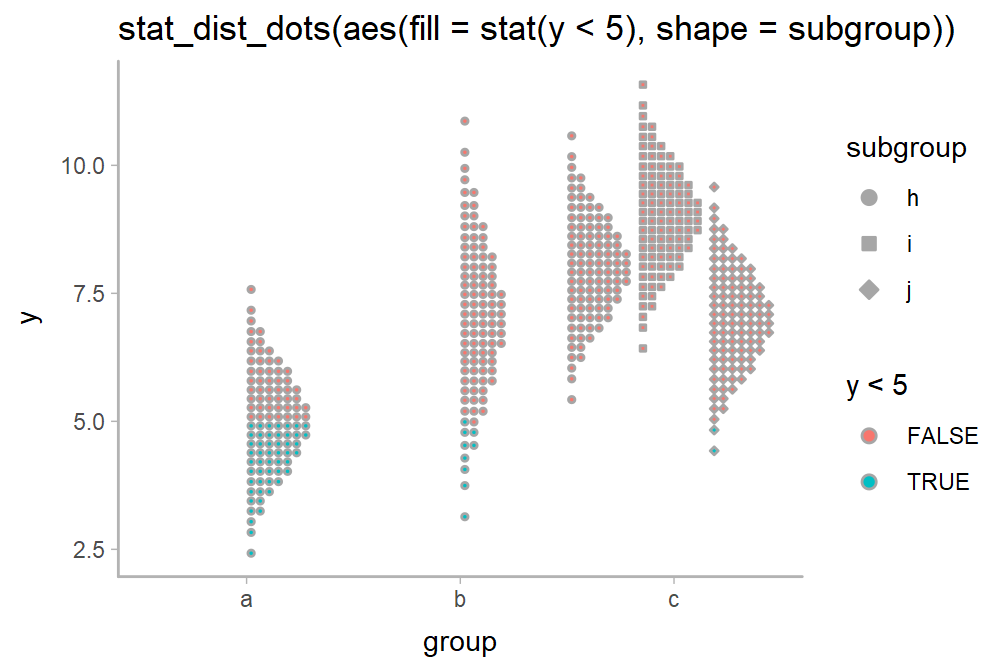 stat_dist_dots(aes(fill = stat(y < 5), shape = subgroup))
10.0
7.5
5.0
2.5
y
a
b
c
group
subgroup
h
i
j
y < 5
FALSE
TRUE